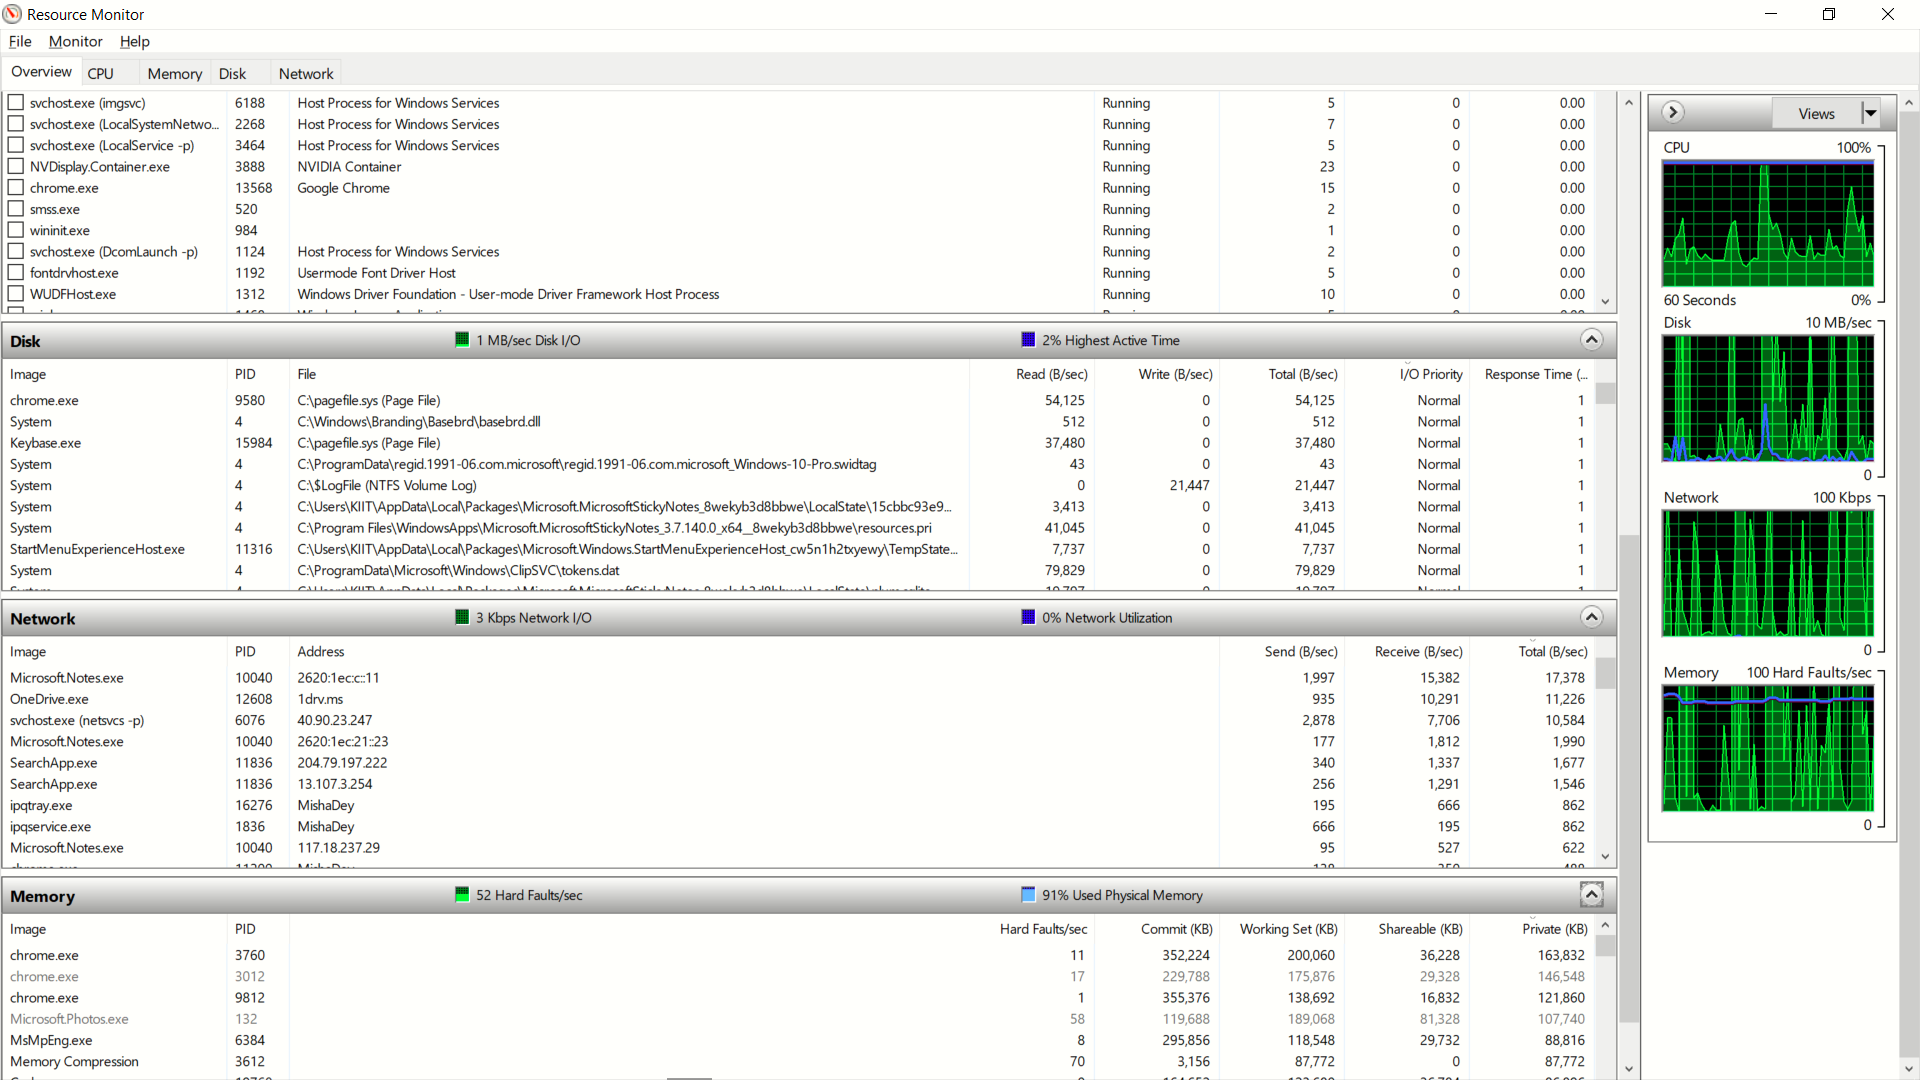 Resource Monitor
File Monitor Help
Overview CPU Memory Disk Network
svchost.exe (imgsvc) 6188 Host Process for Windows Services Running 5 0 0.00
svchost.exe (LocalSystemNetwo... 2268 Host Process for Windows Services Running 7 0 0.00
svchost.exe (LocalService -p) 3464 Host Process for Windows Services Running 5 0 0.00
NVDisplay.Container.exe 3888 NVIDIA Container Running 23 0 0.00
chrome.exe 13568 Google Chrome Running 15 0 0.00
smss.exe 520 Running 2 0 0.00
wininit.exe 984 Running 1 0 0.00
svchost.exe (DcomLaunch -p) 1124 Host Process for Windows Services Running 2 0 0.00
fontdrvhost.exe 1192 Usermode Font Driver Host Running 5 0 0.00
WUDFHost.exe 1312 Windows Driver Foundation - User-mode Driver Framework Host Process Running 10 0 0.00
Disk 1 MB/sec Disk I/O 2% Highest Active Time
Image PID File Read (B/sec) Write (B/sec) Total (B/sec) I/O Priority Response Time (...
chrome.exe 9580 C:\pagefile.sys (Page File) 54,125 0 54,125 Normal 1
System 4 C:\Windows\Branding\Basebrd\basebrd.dll 512 0 512 Normal 1
Keybase.exe 15984 C:\pagefile.sys (Page File) 37,480 0 37,480 Normal 1
System 4 C:\ProgramData\regid.1991-06.com.microsoft\regid.1991-06.com.microsoft_Windows-10-Pro.swidtag 43 0 43 Normal 1
System 4 C:\$LogFile (NTFS Volume Log) 0 21,447 21,447 Normal 1
System 4 C:\Users\KIIT\AppData\Local\Packages\Microsoft.MicrosoftStickyNotes_8wekyb3d8bbwe\LocalState\15cbbc93e9... 3,413 0 3,413 Normal 1
System 4 C:\Program Files\WindowsApps\Microsoft.MicrosoftStickyNotes_3.7.140.0_x64__8wekyb3d8bbwe\resources.pri 41,045 0 41,045 Normal 1
StartMenuExperienceHost.exe 11316 C:\Users\KIIT\AppData\Local\Packages\Microsoft.Windows.StartMenuExperienceHost_cw5n1h2txyewy\TempState... 7,737 0 7,737 Normal 1
System 4 C:\ProgramData\Microsoft\Windows\ClipSVC\tokens.dat 79,829 0 79,829 Normal 1
Network 3 Kbps Network I/O 0% Network Utilization
Image PID Address Send (B/sec) Receive (B/sec) Total (B/sec)
Microsoft.Notes.exe 10040 2620:1ec:c::11 1,997 15,382 17,378
OneDrive.exe 12608 1drv.ms 935 10,291 11,226
svchost.exe (netsvcs -p) 6076 40.90.23.247 2,878 7,706 10,584
Microsoft.Notes.exe 10040 2620:1ec:21::23 177 1,812 1,990
SearchApp.exe 11836 204.79.197.222 340 1,337 1,677
SearchApp.exe 11836 13.107.3.254 256 1,291 1,546
ipqtray.exe 16276 MishaDey 195 666 862
ipqservice.exe 1836 MishaDey 666 195 862
Microsoft.Notes.exe 10040 117.18.237.29 95 527 622
Memory 52 Hard Faults/sec 91% Used Physical Memory
Image PID Hard Faults/sec Commit (KB) Working Set (KB) Shareable (KB) Private (KB)
chrome.exe 3760 11 352,224 200,060 36,228 163,832
chrome.exe 3012 17 229,788 175,876 29,328 146,548
chrome.exe 9812 1 355,376 138,692 16,832 121,860
Microsoft.Photos.exe 132 58 119,688 189,068 81,328 107,740
MsMpEng.exe 6384 8 295,856 118,548 29,732 88,816
Memory Compression 3612 70 3,156 87,772 0 87,772
Views
CPU 100%
60 Seconds 0%
Disk 10 MB/sec
0
Network 100 Kbps
0
Memory 100 Hard Faults/sec
0